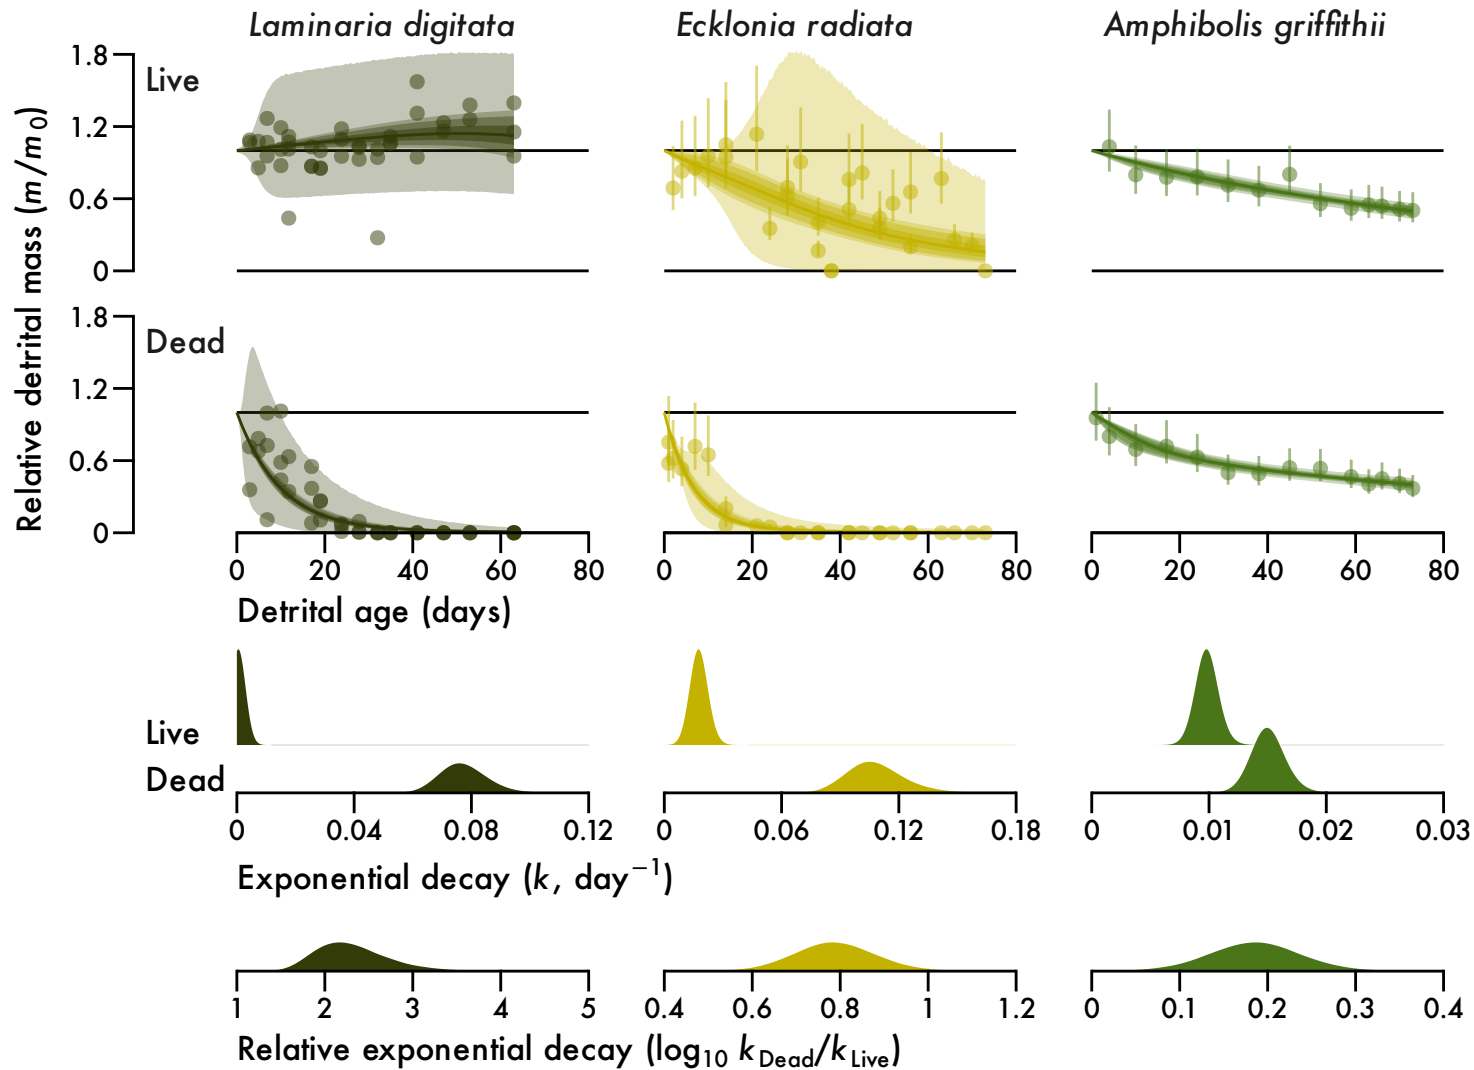 Laminaria digitata
Ecklonia radiata
Amphibolis griffithii
Relative detrital mass (m/m0)
1.8
1.2
0.6
0
Live
1.8
1.2
0.6
0
Dead
0 20 40 60 80
0 20 40 60 80
0 20 40 60 80
Detrital age (days)
Live
Dead
0 0.04 0.08 0.12
0 0.06 0.12 0.18
0 0.01 0.02 0.03
Exponential decay (k, day−1)
1 2 3 4 5
0.4 0.6 0.8 1 1.2
0 0.1 0.2 0.3 0.4
Relative exponential decay (log10 kDead/kLive)